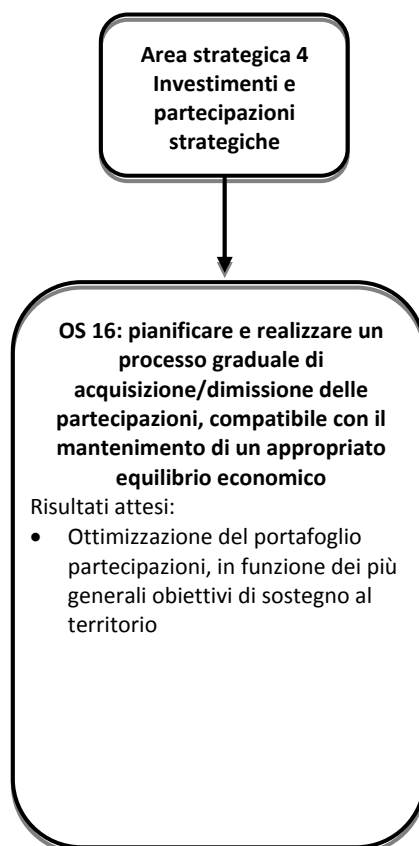 Area strategica 4
Investimenti e
partecipazioni
strategiche
OS 16: pianificare e realizzare un
processo graduale di
acquisizione/dimissione delle
partecipazioni, compatibile con il
mantenimento di un appropriato
equilibrio economico
Risultati attesi:
• Ottimizzazione del portafoglio
partecipazioni, in funzione dei più
generali obiettivi di sostegno al
territorio